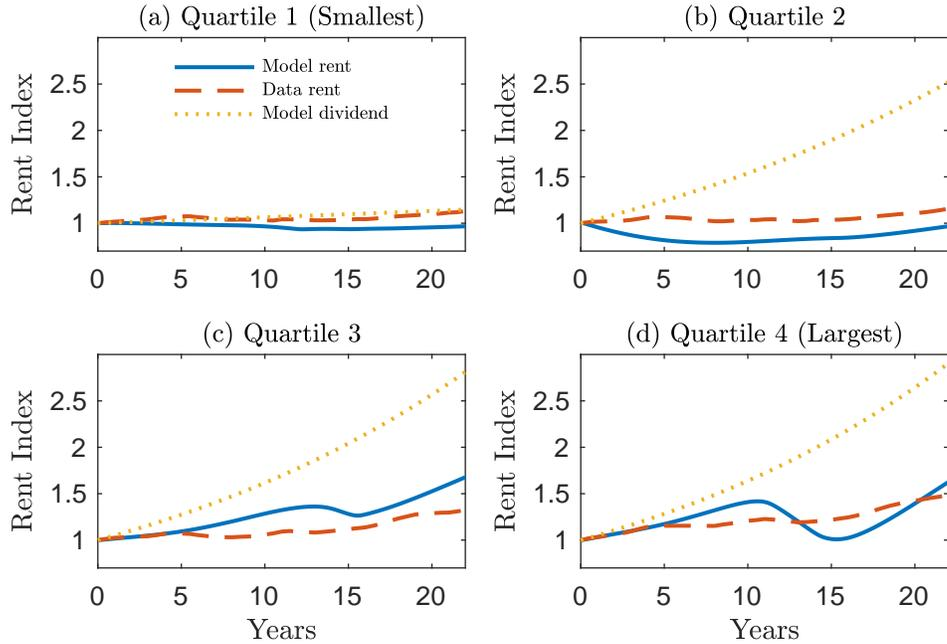 (a) Quartile 1 (Smallest)
Rent Index
2.5
2
1.5
1
Model rent
Data rent
Model dividend
0 5 10 15 20
(b) Quartile 2
Rent Index
2.5
2
1.5
1
0 5 10 15 20
(c) Quartile 3
Rent Index
2.5
2
1.5
1
0 5 10 15 20
Years
(d) Quartile 4 (Largest)
Rent Index
2.5
2
1.5
1
0 5 10 15 20
Years